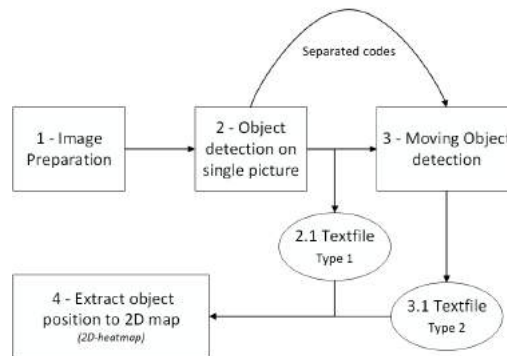 Separated codes
1 - Image
Preparation
2 - Object
detection on
single picture
3 - Moving Object
detection
2.1 Textfile
Type 1
4 - Extract object
position to 2D map
(2D-heatmap)
3.1 Textfile
Type 2